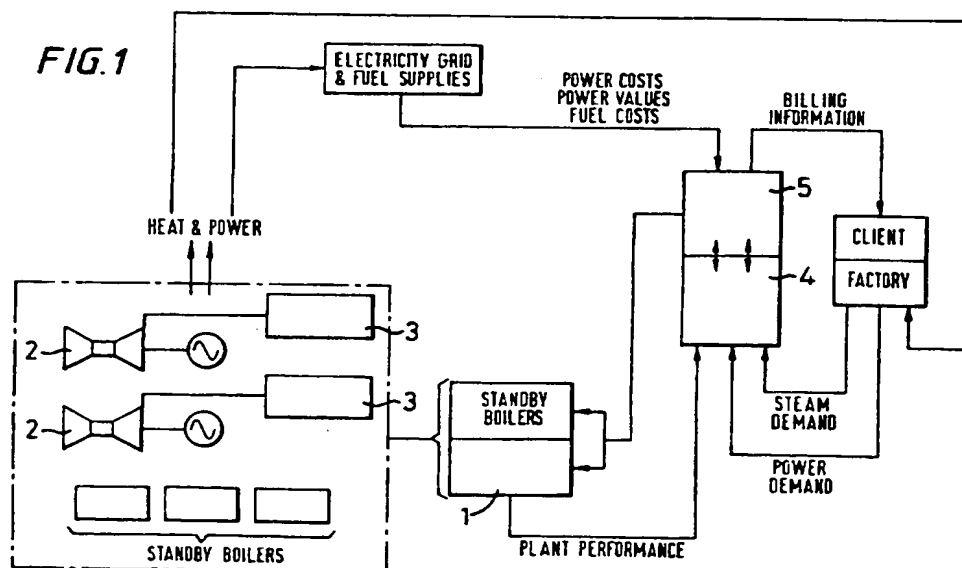 FIG.1
ELECTRICITY GRID
& FUEL SUPPLIES
POWER COSTS
POWER VALUES
FUEL COSTS
BILLING
INFORMATION
HEAT & POWER
5
4
CLIENT
FACTORY
2
3
2
3
STANDBY
BOILERS
1
STEAM
DEMAND
POWER
DEMAND
PLANT PERFORMANCE
STANDBY BOILERS